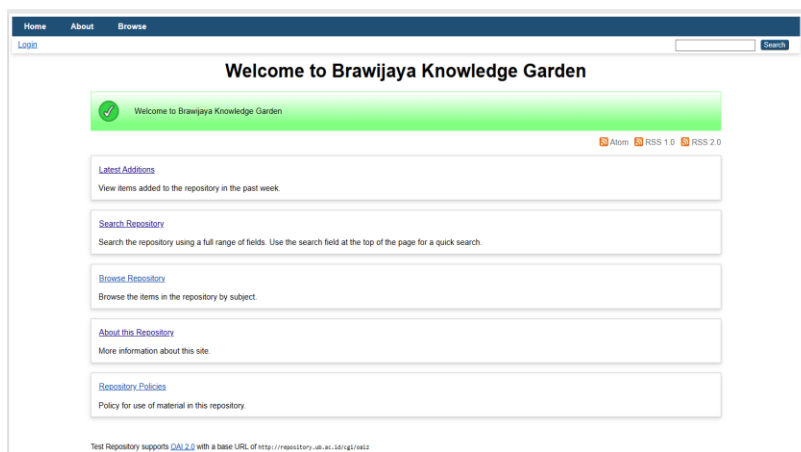 Home About Browse
Login Search
Welcome to Brawijaya Knowledge Garden
Welcome to Brawijaya Knowledge Garden
Atom RSS 1.0 RSS 2.0
Latest Additions
View items added to the repository in the past week.
Search Repository
Search the repository using a full range of fields. Use the search field at the top of the page for a quick search.
Browse Repository
Browse the items in the repository by subject.
About this Repository
More information about this site.
Repository Policies
Policy for use of material in this repository.
Test Repository supports OAI 2.0 with a base URL of http://repository.ub.ac.id/cgi/oai2